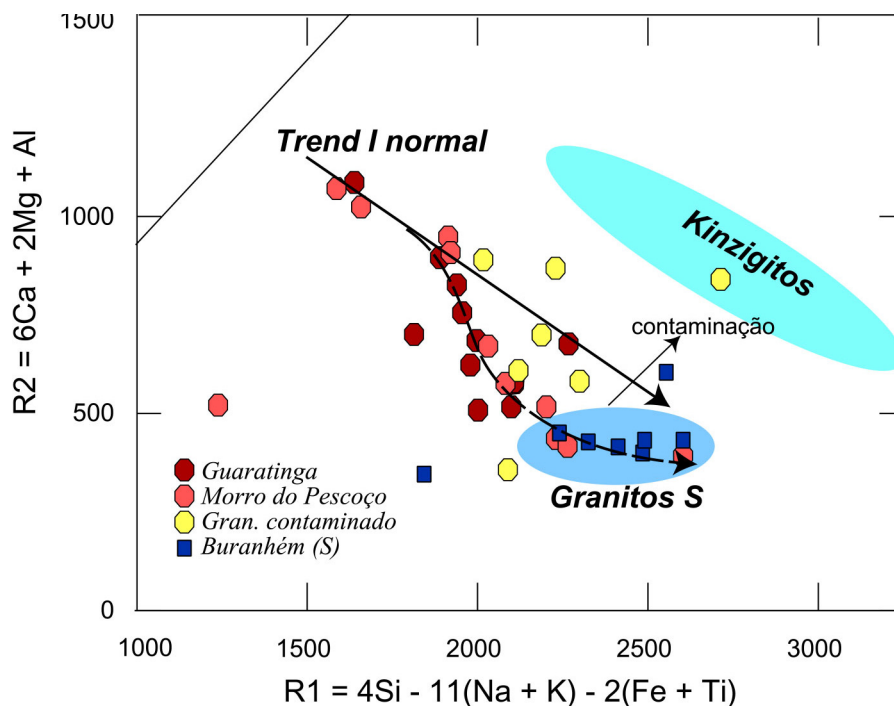 1500
1000
500
0
R2 = 6Ca + 2Mg + Al
Trend I normal
Kinzigitos
contaminação
Granitos S
Guaratinga
Morro do Pescoço
Gran. contaminado
Buranhém (S)
1000 1500 2000 2500 3000
R1 = 4Si - 11(Na + K) - 2(Fe + Ti)